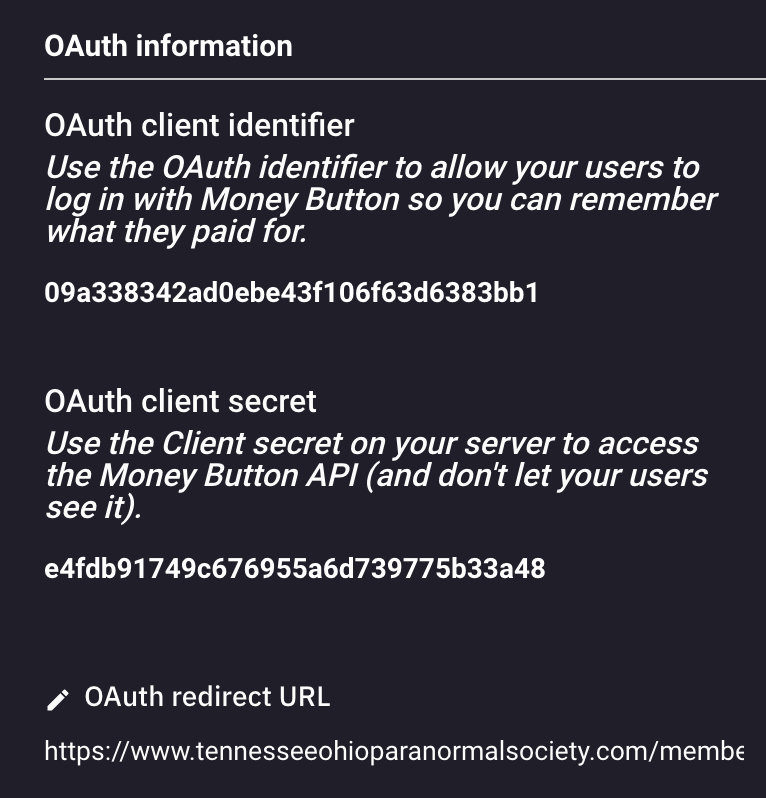 OAuth information
OAuth client identifier
Use the OAuth identifier to allow your users to
log in with Money Button so you can remember
what they paid for.
09a338342ad0ebe43f106f63d6383bb1
OAuth client secret
Use the Client secret on your server to access
the Money Button API (and don't let your users
see it).
e4fdb91749c676955a6d739775b33a48
OAuth redirect URL
https://www.tennesseeohioparanormalsociety.com/membe